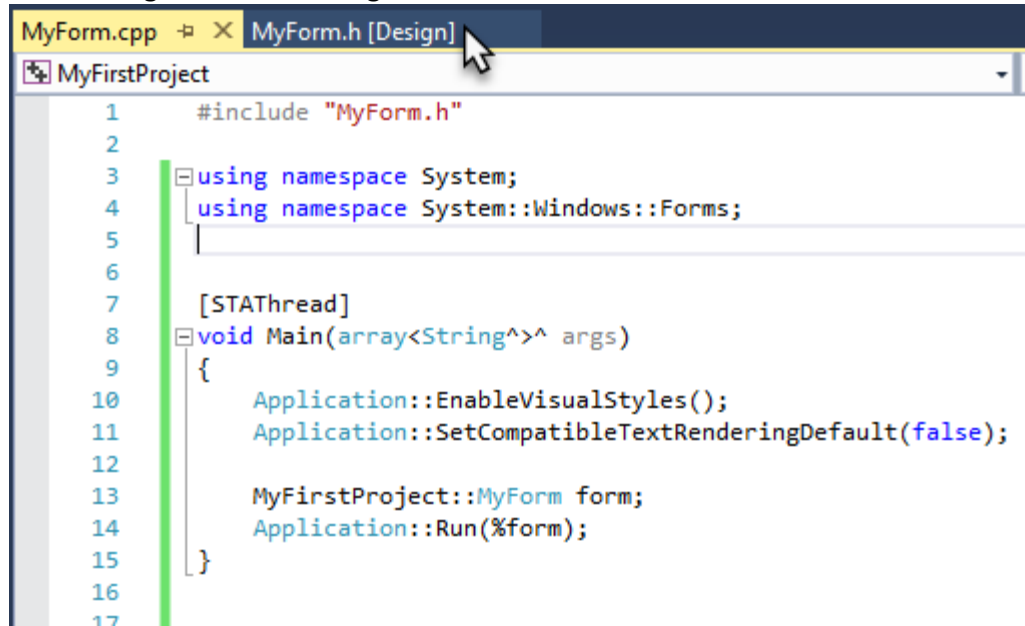 MyForm.cpp MyForm.h [Design]
MyFirstProject
1 #include "MyForm.h"
2
3 using namespace System;
4 using namespace System::Windows::Forms;
5
6
7 [STAThread]
8 void Main(array<String^>^ args)
9 {
10 Application::EnableVisualStyles();
11 Application::SetCompatibleTextRenderingDefault(false);
12
13 MyFirstProject::MyForm form;
14 Application::Run(%form);
15 }
16
17